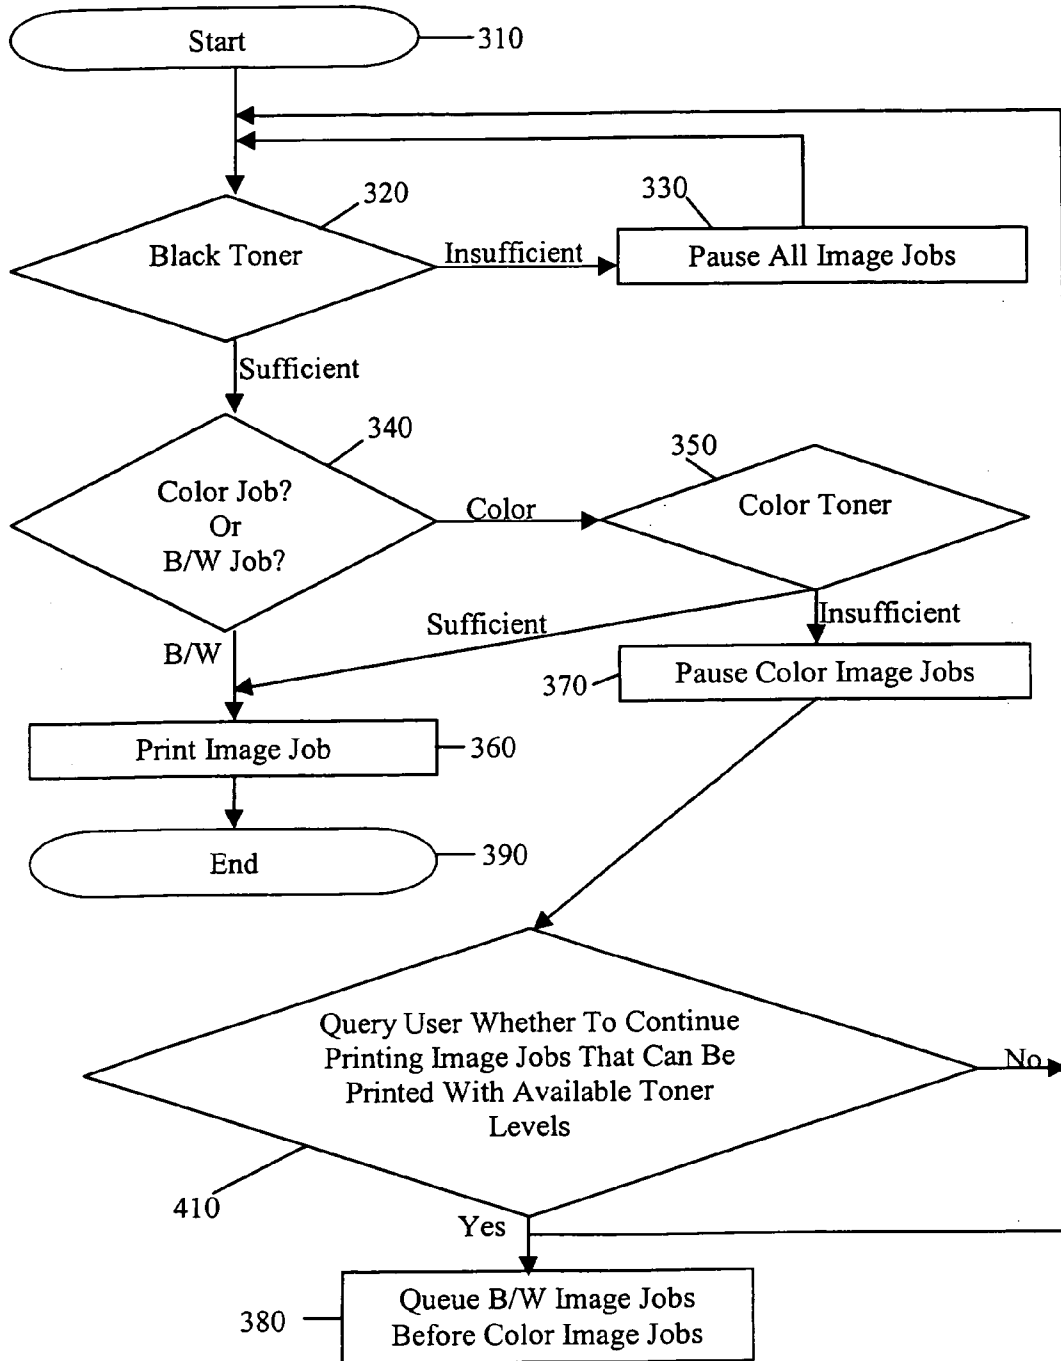 Start
310
320
330
Black Toner
Insufficient
Pause All Image Jobs
Sufficient
340
350
Color Job?
Or
B/W Job?
Color
Color Toner
Sufficient
Insufficient
B/W
370
Pause Color Image Jobs
Print Image Job
360
End
390
Query User Whether To Continue
Printing Image Jobs That Can Be
Printed With Available Toner
Levels
No
410
Yes
380
Queue B/W Image Jobs
Before Color Image Jobs